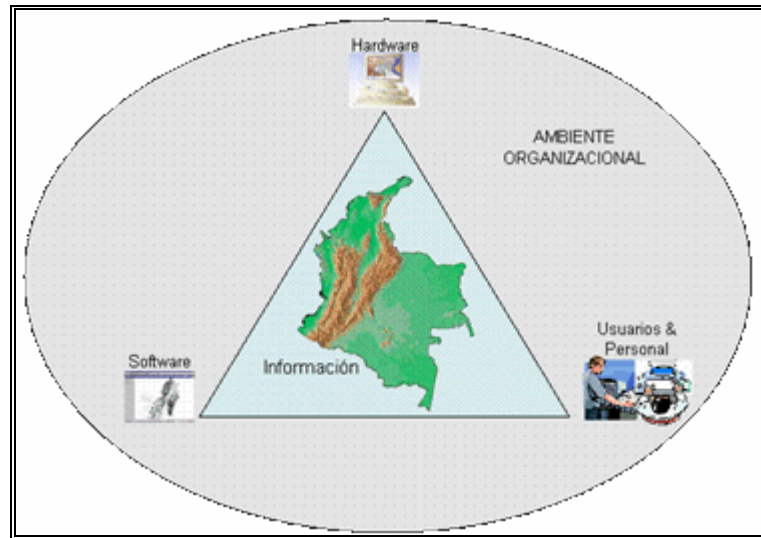 Hardware
AMBIENTE
ORGANIZACIONAL
Usuarios &
Personal
Software
Información